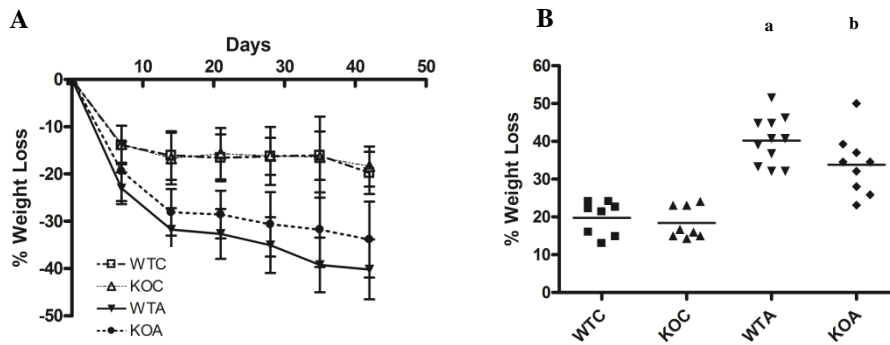 A
Days
10 20 30 40 50
0
-10
-20
-30
-40
-50
% Weight Loss
WTC
KOC
WTA
KOA
B
a b
60
50
40
30
20
10
0
% Weight Loss
WTC
KOC
WTA
KOA